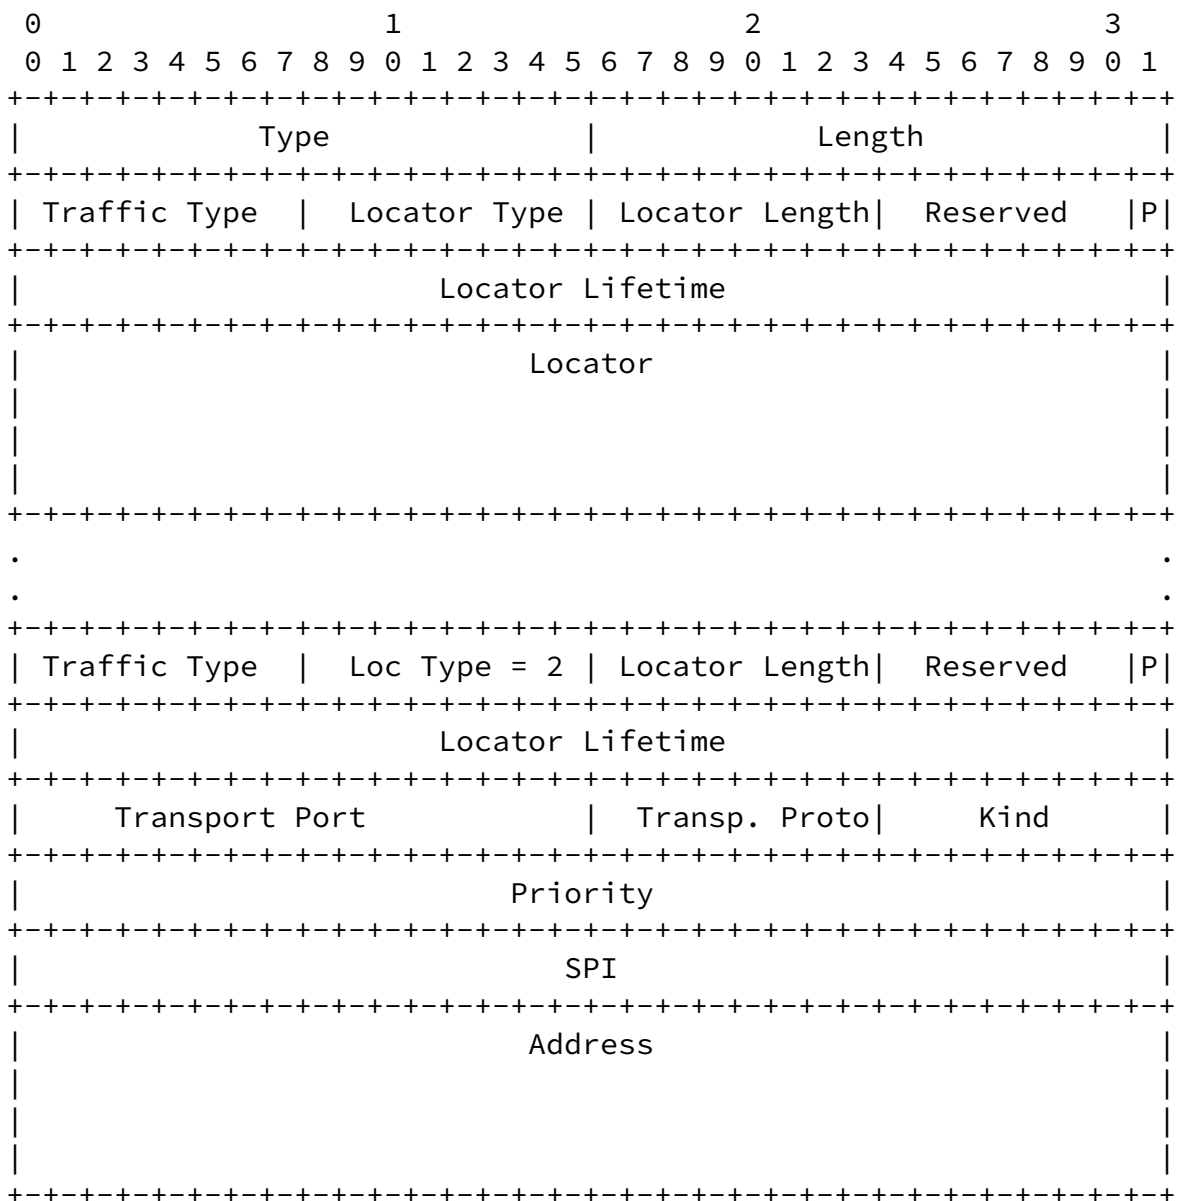 0                   1                   2                   3
 0 1 2 3 4 5 6 7 8 9 0 1 2 3 4 5 6 7 8 9 0 1 2 3 4 5 6 7 8 9 0 1
+-+-+-+-+-+-+-+-+-+-+-+-+-+-+-+-+-+-+-+-+-+-+-+-+-+-+-+-+-+-+-+-+
|             Type              |            Length             |
+-+-+-+-+-+-+-+-+-+-+-+-+-+-+-+-+-+-+-+-+-+-+-+-+-+-+-+-+-+-+-+-+
| Traffic Type  |  Locator Type | Locator Length|  Reserved   |P|
+-+-+-+-+-+-+-+-+-+-+-+-+-+-+-+-+-+-+-+-+-+-+-+-+-+-+-+-+-+-+-+-+
|                       Locator Lifetime                        |
+-+-+-+-+-+-+-+-+-+-+-+-+-+-+-+-+-+-+-+-+-+-+-+-+-+-+-+-+-+-+-+-+
|                            Locator                            |
|                                                               |
|                                                               |
|                                                               |
+-+-+-+-+-+-+-+-+-+-+-+-+-+-+-+-+-+-+-+-+-+-+-+-+-+-+-+-+-+-+-+-+
.                                                               .
.                                                               .
+-+-+-+-+-+-+-+-+-+-+-+-+-+-+-+-+-+-+-+-+-+-+-+-+-+-+-+-+-+-+-+-+
| Traffic Type  |  Loc Type = 2 | Locator Length|  Reserved   |P|
+-+-+-+-+-+-+-+-+-+-+-+-+-+-+-+-+-+-+-+-+-+-+-+-+-+-+-+-+-+-+-+-+
|                       Locator Lifetime                        |
+-+-+-+-+-+-+-+-+-+-+-+-+-+-+-+-+-+-+-+-+-+-+-+-+-+-+-+-+-+-+-+-+
|     Transport Port            |  Transp. Proto|     Kind      |
+-+-+-+-+-+-+-+-+-+-+-+-+-+-+-+-+-+-+-+-+-+-+-+-+-+-+-+-+-+-+-+-+
|                           Priority                            |
+-+-+-+-+-+-+-+-+-+-+-+-+-+-+-+-+-+-+-+-+-+-+-+-+-+-+-+-+-+-+-+-+
|                              SPI                              |
+-+-+-+-+-+-+-+-+-+-+-+-+-+-+-+-+-+-+-+-+-+-+-+-+-+-+-+-+-+-+-+-+
|                            Address                            |
|                                                               |
|                                                               |
|                                                               |
+-+-+-+-+-+-+-+-+-+-+-+-+-+-+-+-+-+-+-+-+-+-+-+-+-+-+-+-+-+-+-+-+